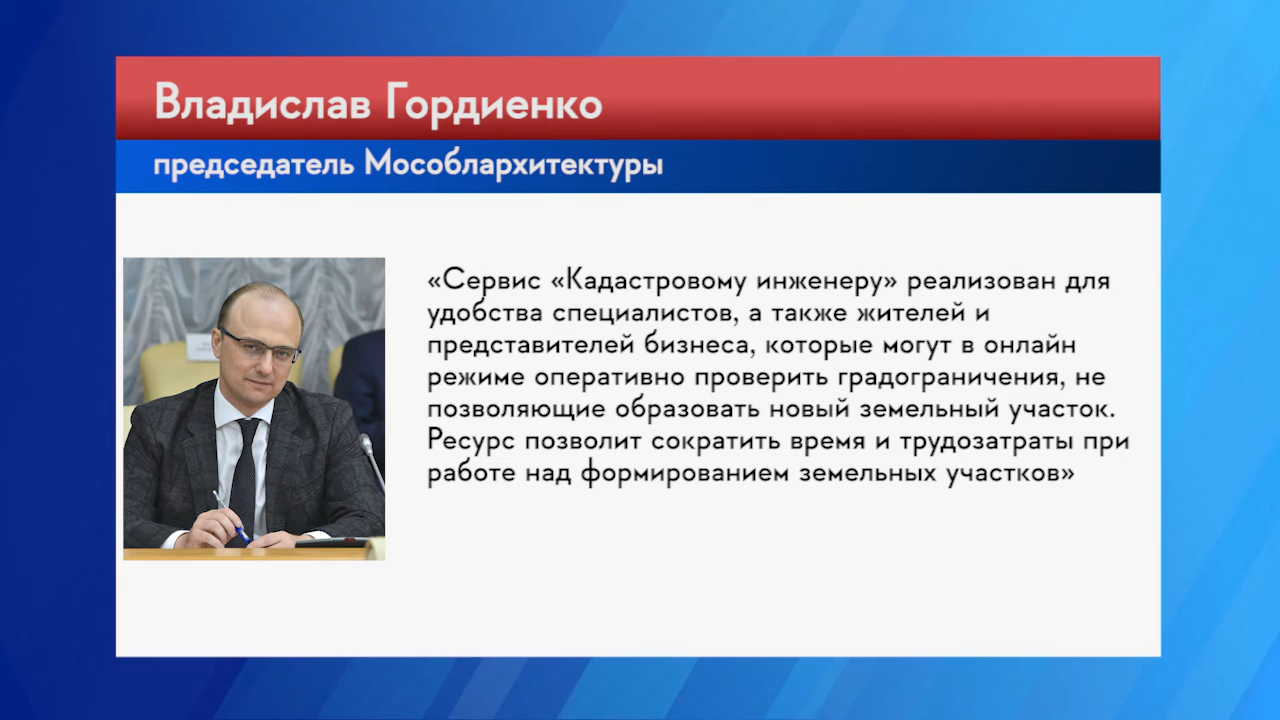 Владислав Гордиенко
председатель Мособлархитектуры
«Сервис «Кадастровому инженеру» реализован для
удобства специалистов, а также жителей и
представителей бизнеса, которые могут в онлайн
режиме оперативно проверить градограничения, не
позволяющие образовать новый земельный участок.
Ресурс позволит сократить время и трудозатраты при
работе над формированием земельных участков»